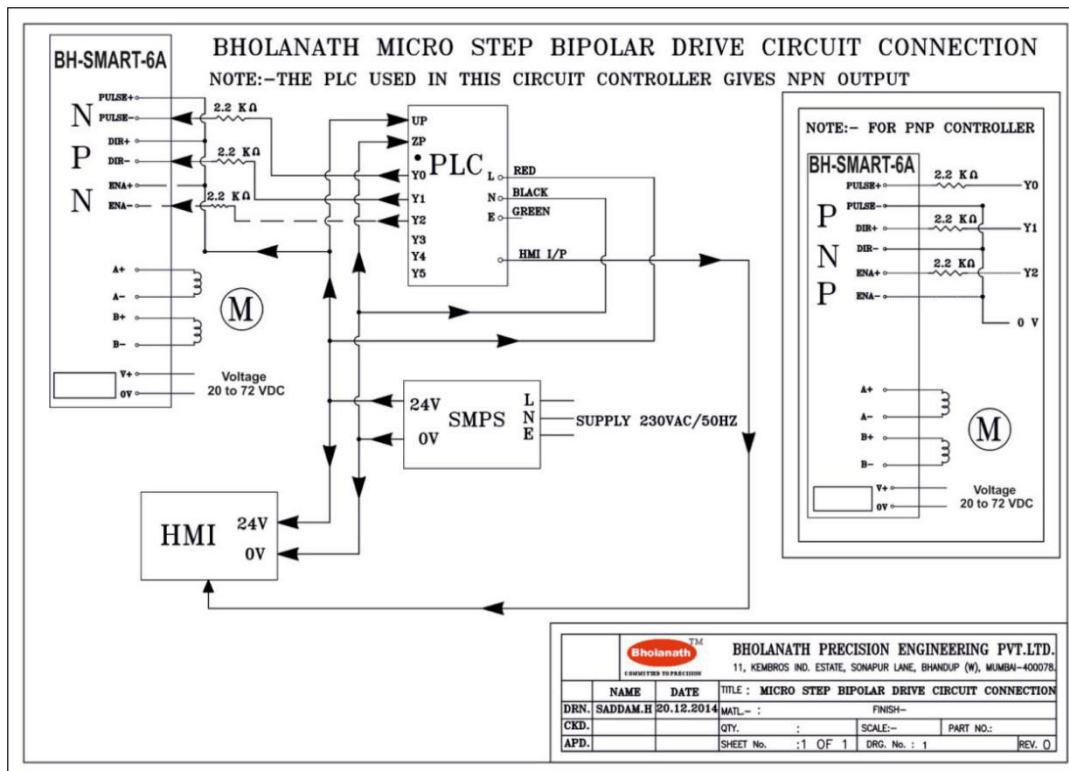 BHOLANATH MICRO STEP BIPOLAR DRIVE CIRCUIT CONNECTION
NOTE:-THE PLC USED IN THIS CIRCUIT CONTROLLER GIVES NPN OUTPUT
BH-SMART-6A
N
P
N
PULSE+
PULSE-
DIR+
DIR-
ENA+
ENA-
2.2 KΩ
2.2 KΩ
2.2 KΩ
A+
A-
B+
B-
M
V+
0V
Voltage
20 to 72 VDC
UP
ZP
PLC
Y0
Y1
Y2
Y3
Y4
Y5
L
RED
N
BLACK
E
GREEN
HMI I/P
24V
0V
SMPS
L
N
E
SUPPLY 230VAC/50HZ
HMI
24V
0V
NOTE:- FOR PNP CONTROLLER
BH-SMART-6A
P
N
P
PULSE+
2.2 KΩ
Y0
PULSE-
DIR+
2.2 KΩ
Y1
DIR-
ENA+
2.2 KΩ
Y2
ENA-
0 V
A+
A-
B+
B-
M
V+
0V
Voltage
20 to 72 VDC
Bholanath TM
COMMITTED TO PRECISION
BHOLANATH PRECISION ENGINEERING PVT.LTD.
11, KEMBROS IND. ESTATE, SONAPUR LANE, BHANDUP (W), MUMBAI-400078.
NAME DATE
TITLE : MICRO STEP BIPOLAR DRIVE CIRCUIT CONNECTION
DRN. SADDAM.H 20.12.2014
MATL.- : FINISH-
CKD.
QTY. : SCALE:- PART NO.:
APD.
SHEET No. :1 OF 1 DRG. No. : 1 REV. 0